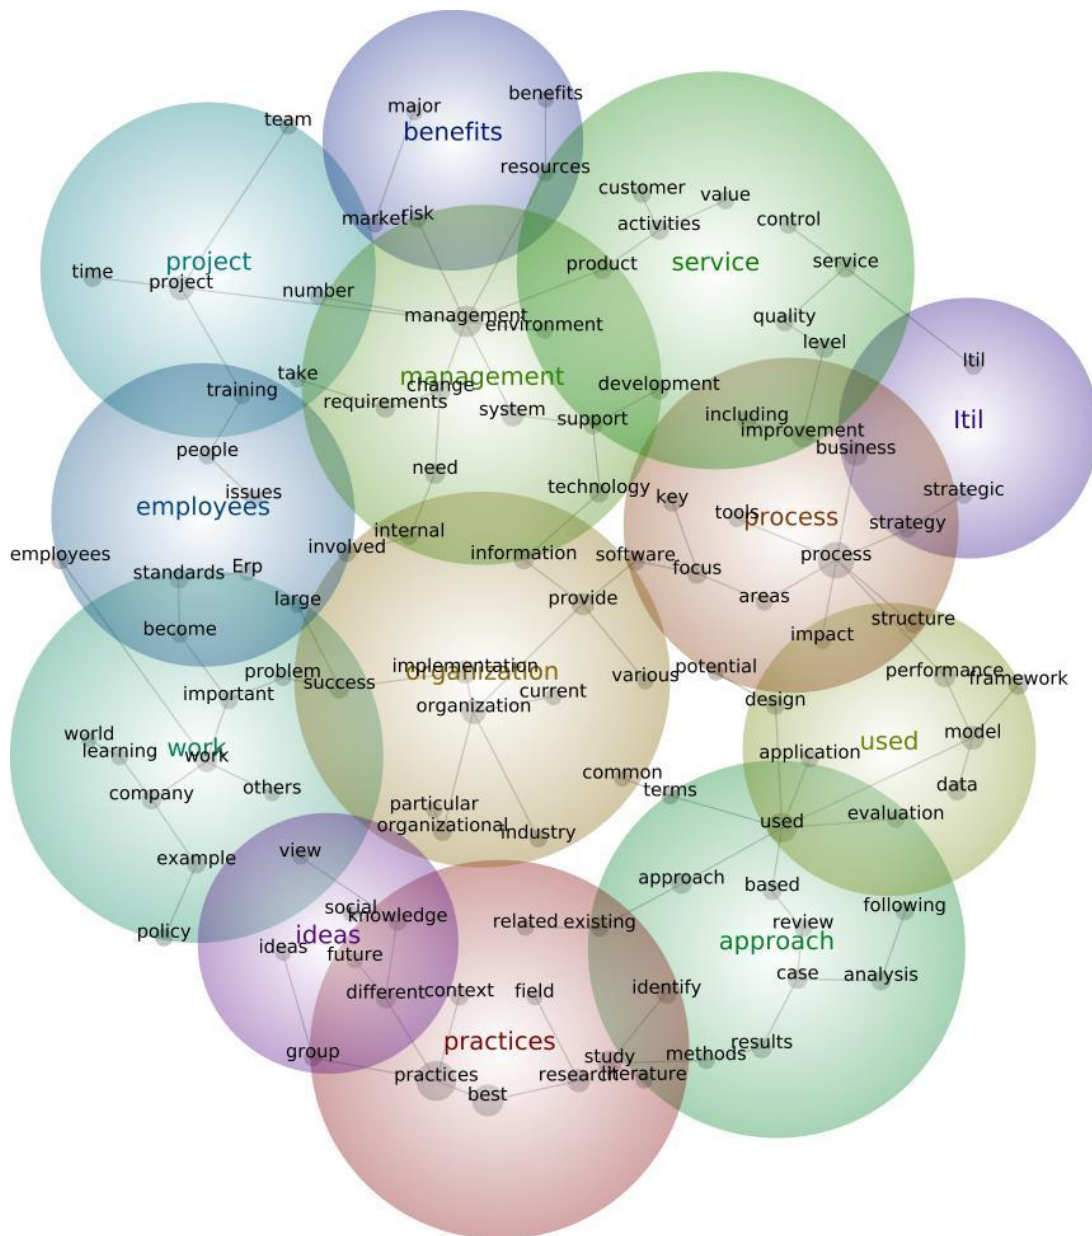 benefits
major
team
benefits
resources
customer
value
market
risk
activities
control
project
service
time
product
service
project
number
management
environment
quality
level
Itil
take
management
change
development
training
requirements
system
support
including
improvement
Itil
people
need
business
issues
technology
key
strategic
employees
tools
process
strategy
internal
employees
involved
information
software
process
standards
Erp
focus
large
provide
areas
become
impact
structure
problem
implementation
potential
performance
important
success
organization
various
framework
current
organization
design
world
learning
work
work
used
model
application
company
others
common
terms
data
particular
organizational
industry
used
evaluation
example
view
approach
based
social
knowledge
related
existing
review
following
policy
ideas
ideas
future
approach
case
analysis
different
context
field
identify
group
practices
results
study
methods
practices
research
literature
best